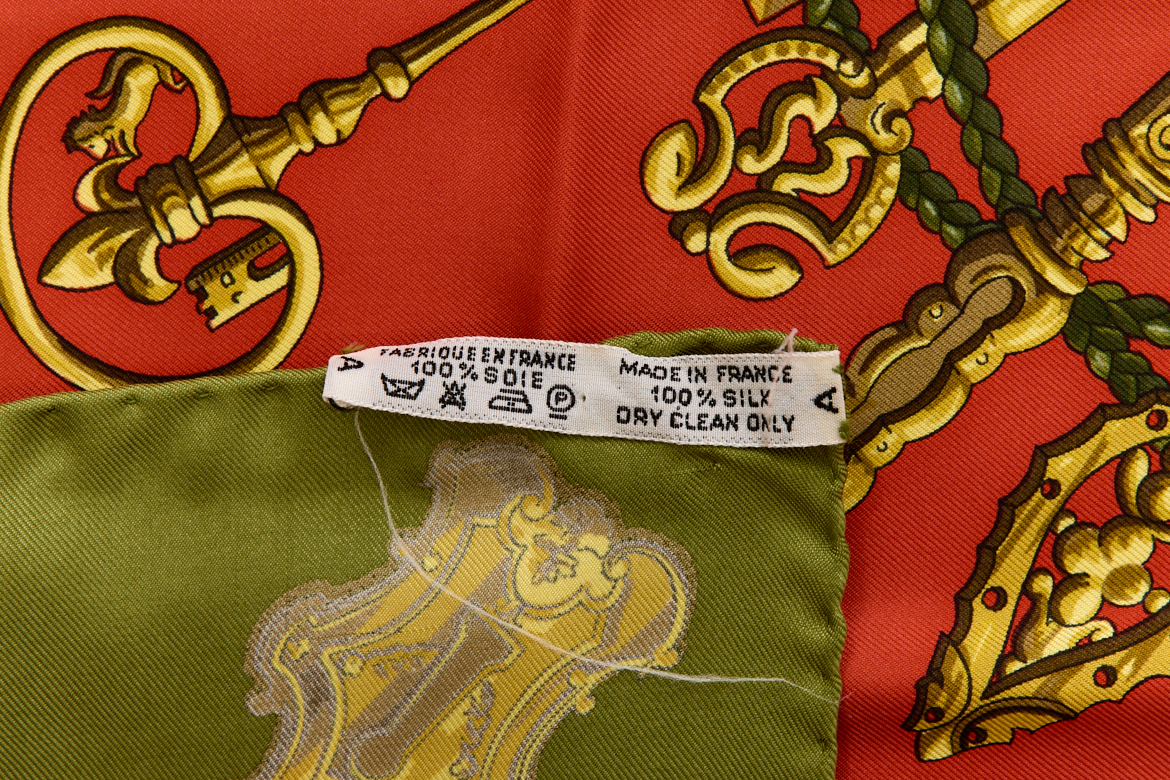 A
FABRIQUE EN FRANCE
100% SOIE
P
MADE IN FRANCE
100% SILK
DRY CLEAN ONLY
A